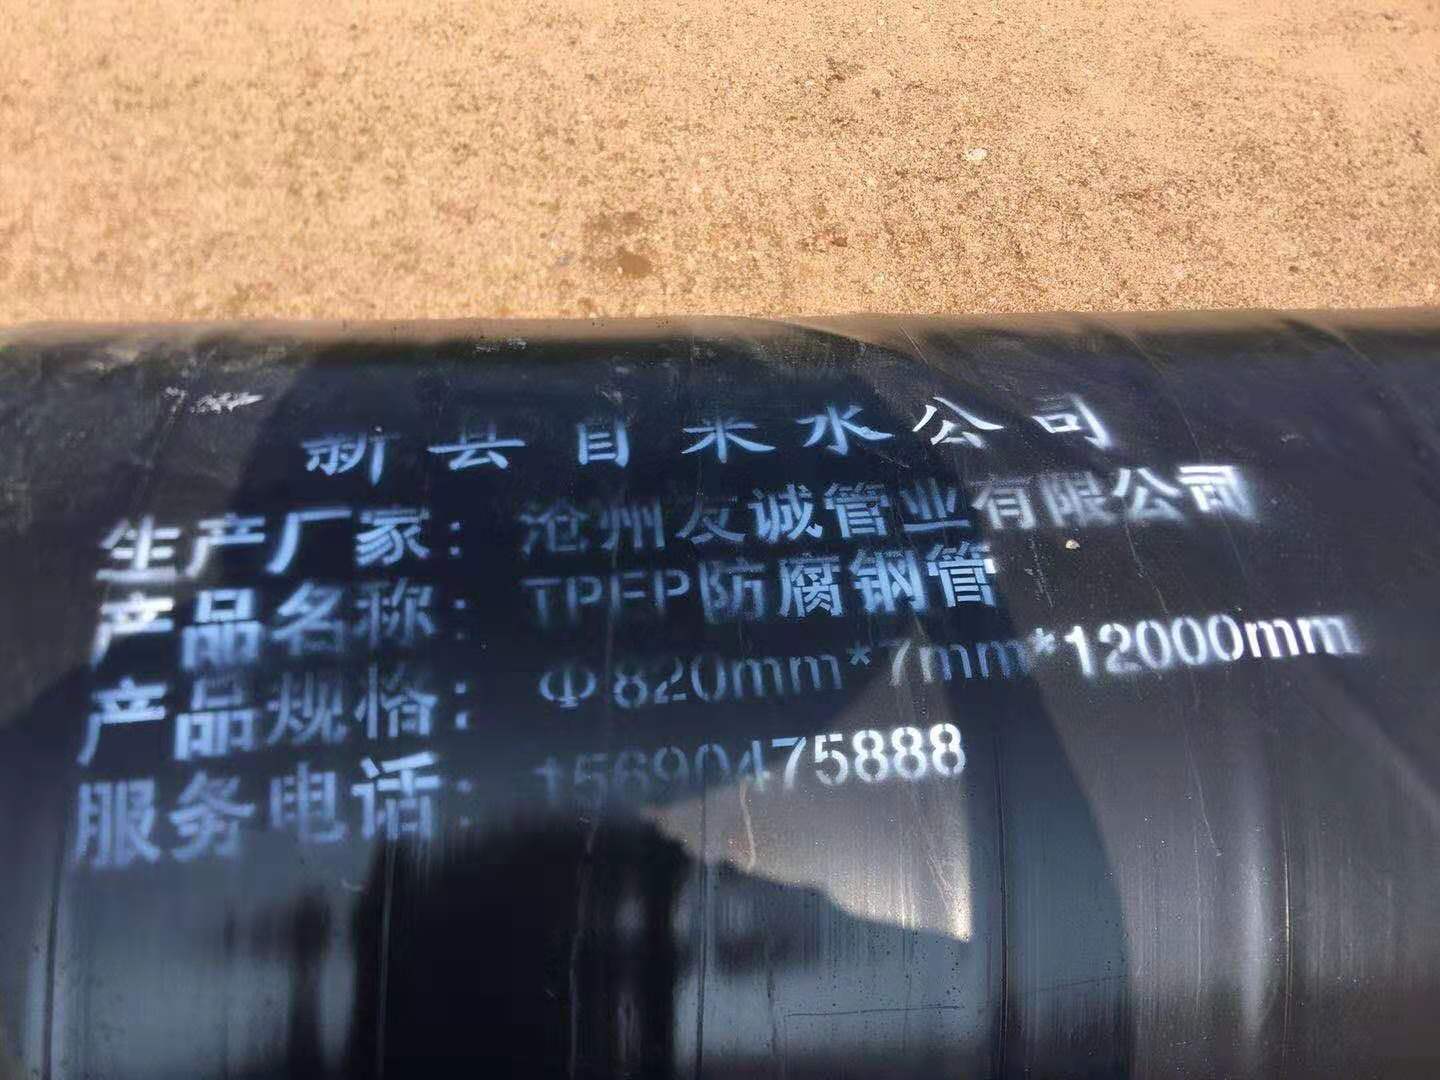 新县自来水公司
生产厂家：沧州友诚管业有限公司
产品名称：TPEP防腐钢管
产品规格：Φ820mm*7mm*12000mm
服务电话：15690475888